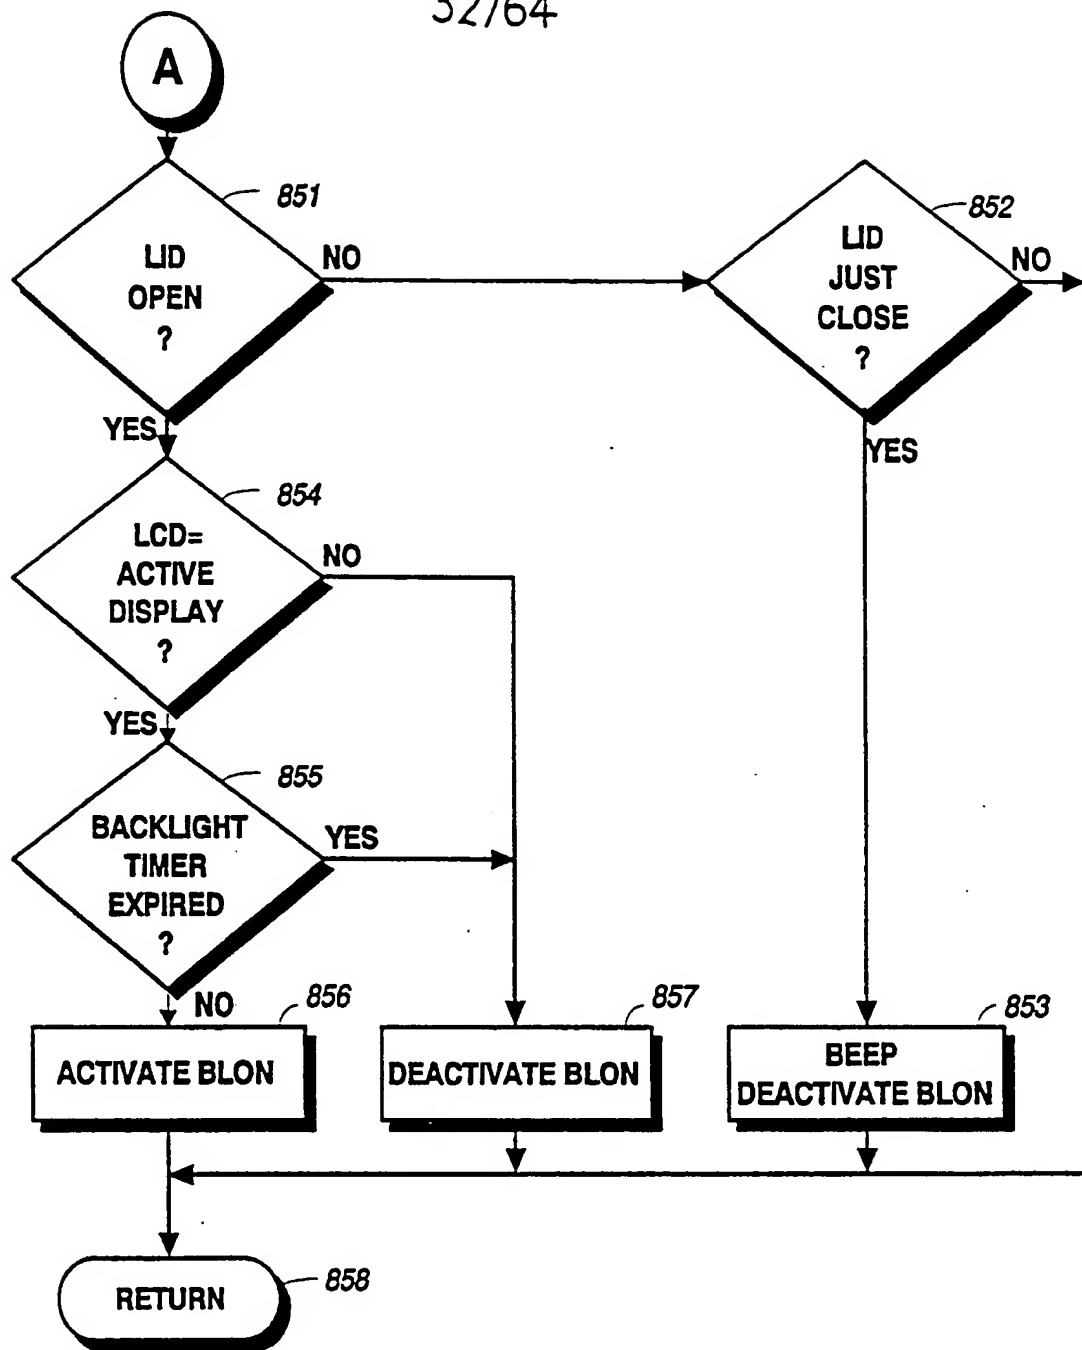 32/64
A
851
LID
OPEN
?
NO
852
LID
JUST
CLOSE
?
NO
YES
YES
854
LCD=
ACTIVE
DISPLAY
?
NO
YES
855
BACKLIGHT
TIMER
EXPIRED
?
YES
NO
856
ACTIVATE BLON
857
DEACTIVATE BLON
853
BEEP
DEACTIVATE BLON
RETURN
858